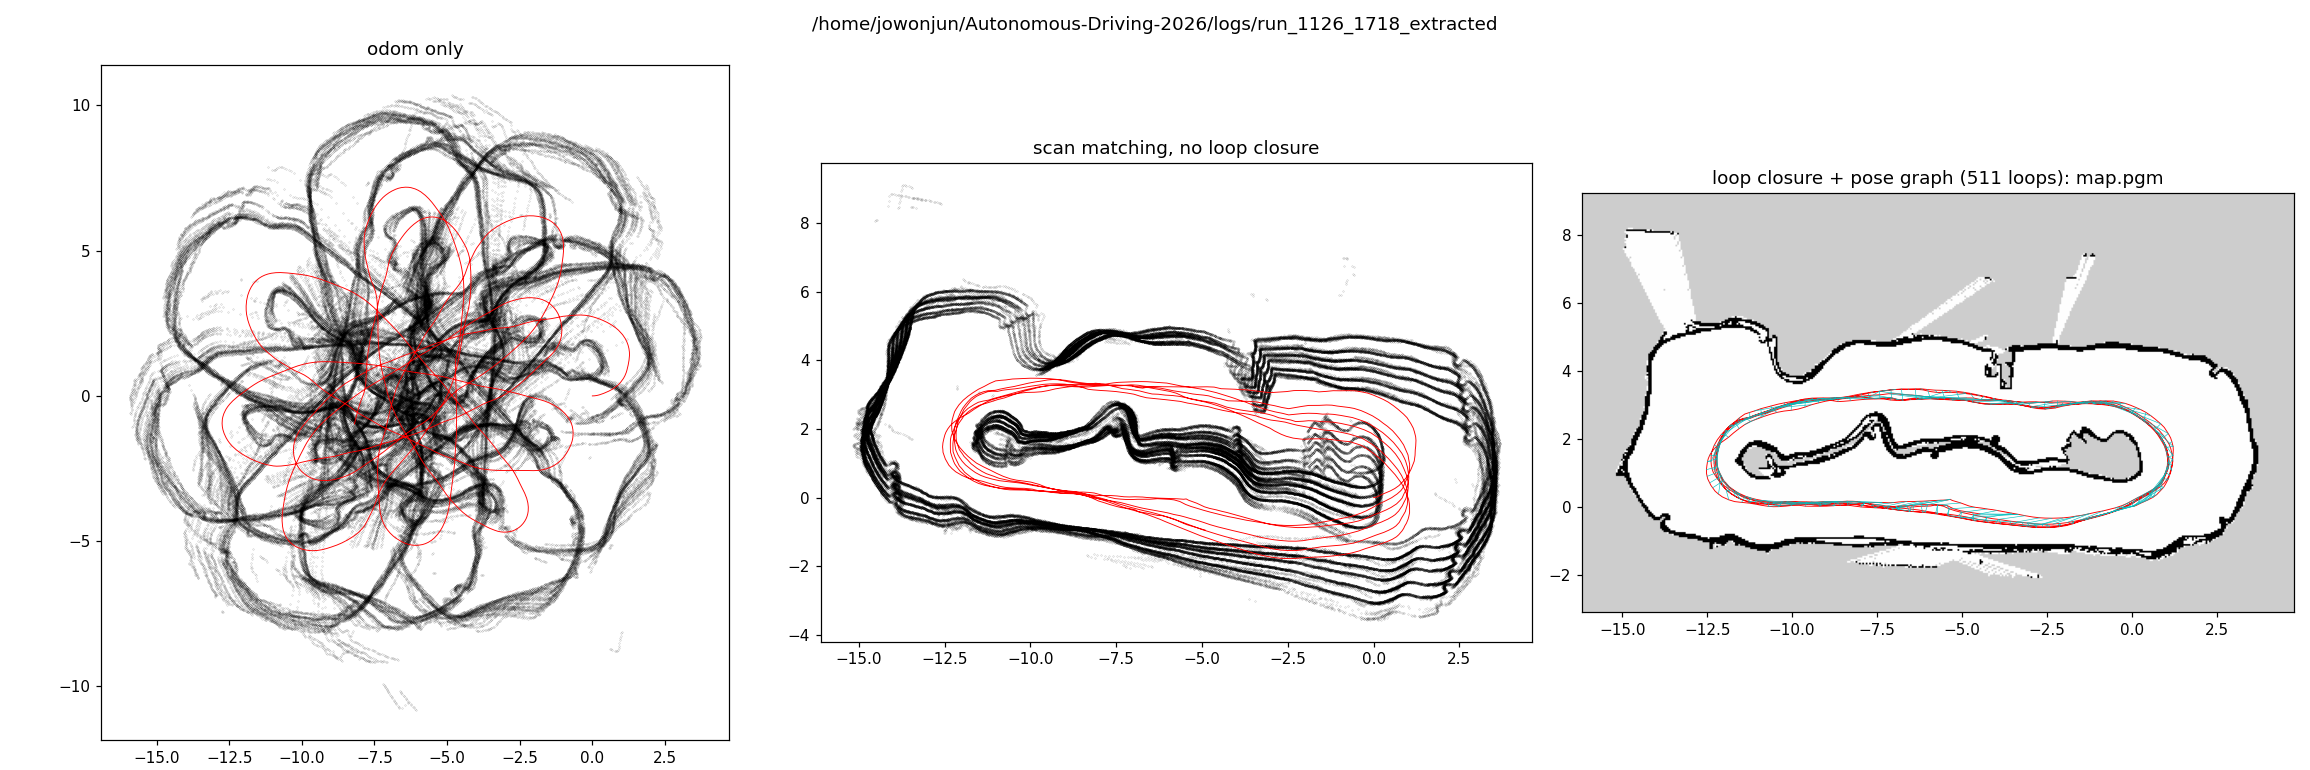 /home/jowonjun/Autonomous-Driving-2026/logs/run_1126_1718_extracted
odom only
10
5
0
−5
−10
−15.0 −12.5 −10.0 −7.5 −5.0 −2.5 0.0 2.5
scan matching, no loop closure
8
6
4
2
0
−2
−4
−15.0 −12.5 −10.0 −7.5 −5.0 −2.5 0.0 2.5
loop closure + pose graph (511 loops): map.pgm
8
6
4
2
0
−2
−15.0 −12.5 −10.0 −7.5 −5.0 −2.5 0.0 2.5